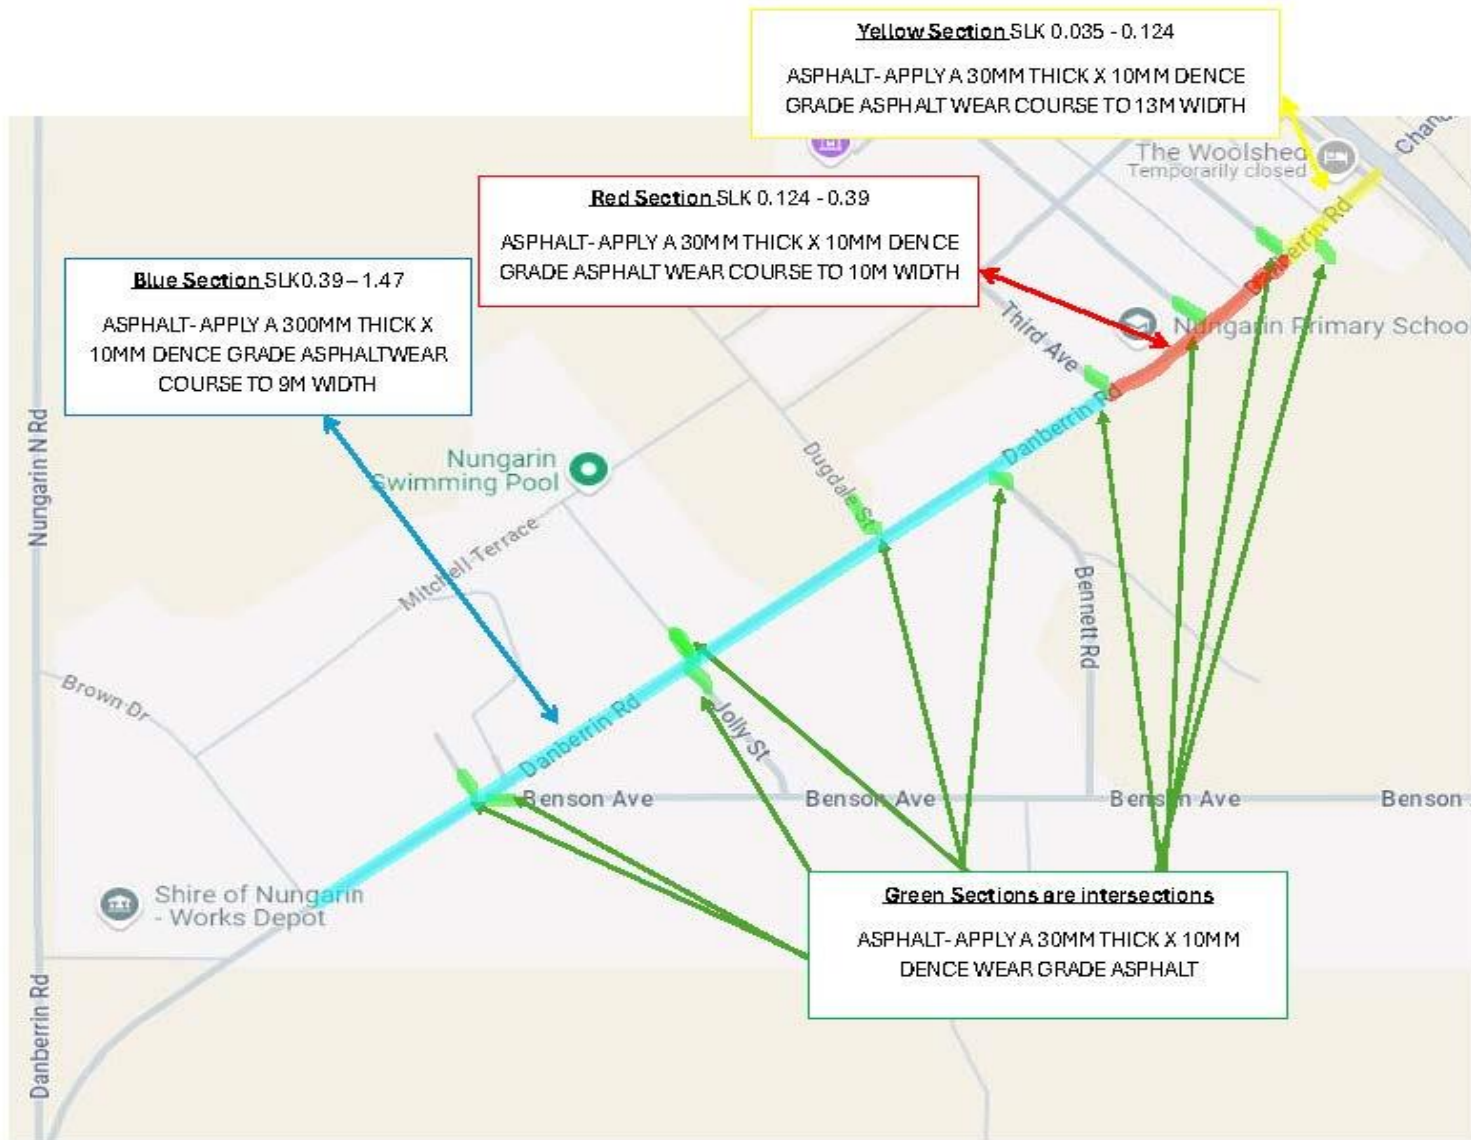 Yellow Section SLK 0.035 - 0.124
ASPHALT- APPLY A 30MM THICK X 10MM DENCE
GRADE ASPHALT WEAR COURSE TO 13M WIDTH
The Woolshed
Temporarily closed
Red Section SLK 0.124 - 0.39
ASPHALT- APPLY A 30MM THICK X 10MM DENCE
GRADE ASPHALT WEAR COURSE TO 10M WIDTH
Danberrin Rd
Blue Section SLK0.39 – 1.47
ASPHALT- APPLY A 300MM THICK X
10MM DENCE GRADE ASPHALTWEAR
COURSE TO 9M WIDTH
Third Ave
Nungarin Primary Schoo
Danberrin Rd
Nungarin N Rd
Nungarin
Swimming Pool
Dugdale St
Mitchell Terrace
Bennett Rd
Brown Dr
Danberrin Rd
Jolly St
Benson Ave
Benson Ave
Benson Ave
Benson
Shire of Nungarin
- Works Depot
Green Sections are intersections
ASPHALT- APPLY A 30MM THICK X 10MM
DENCE WEAR GRADE ASPHALT
Danberrin Rd